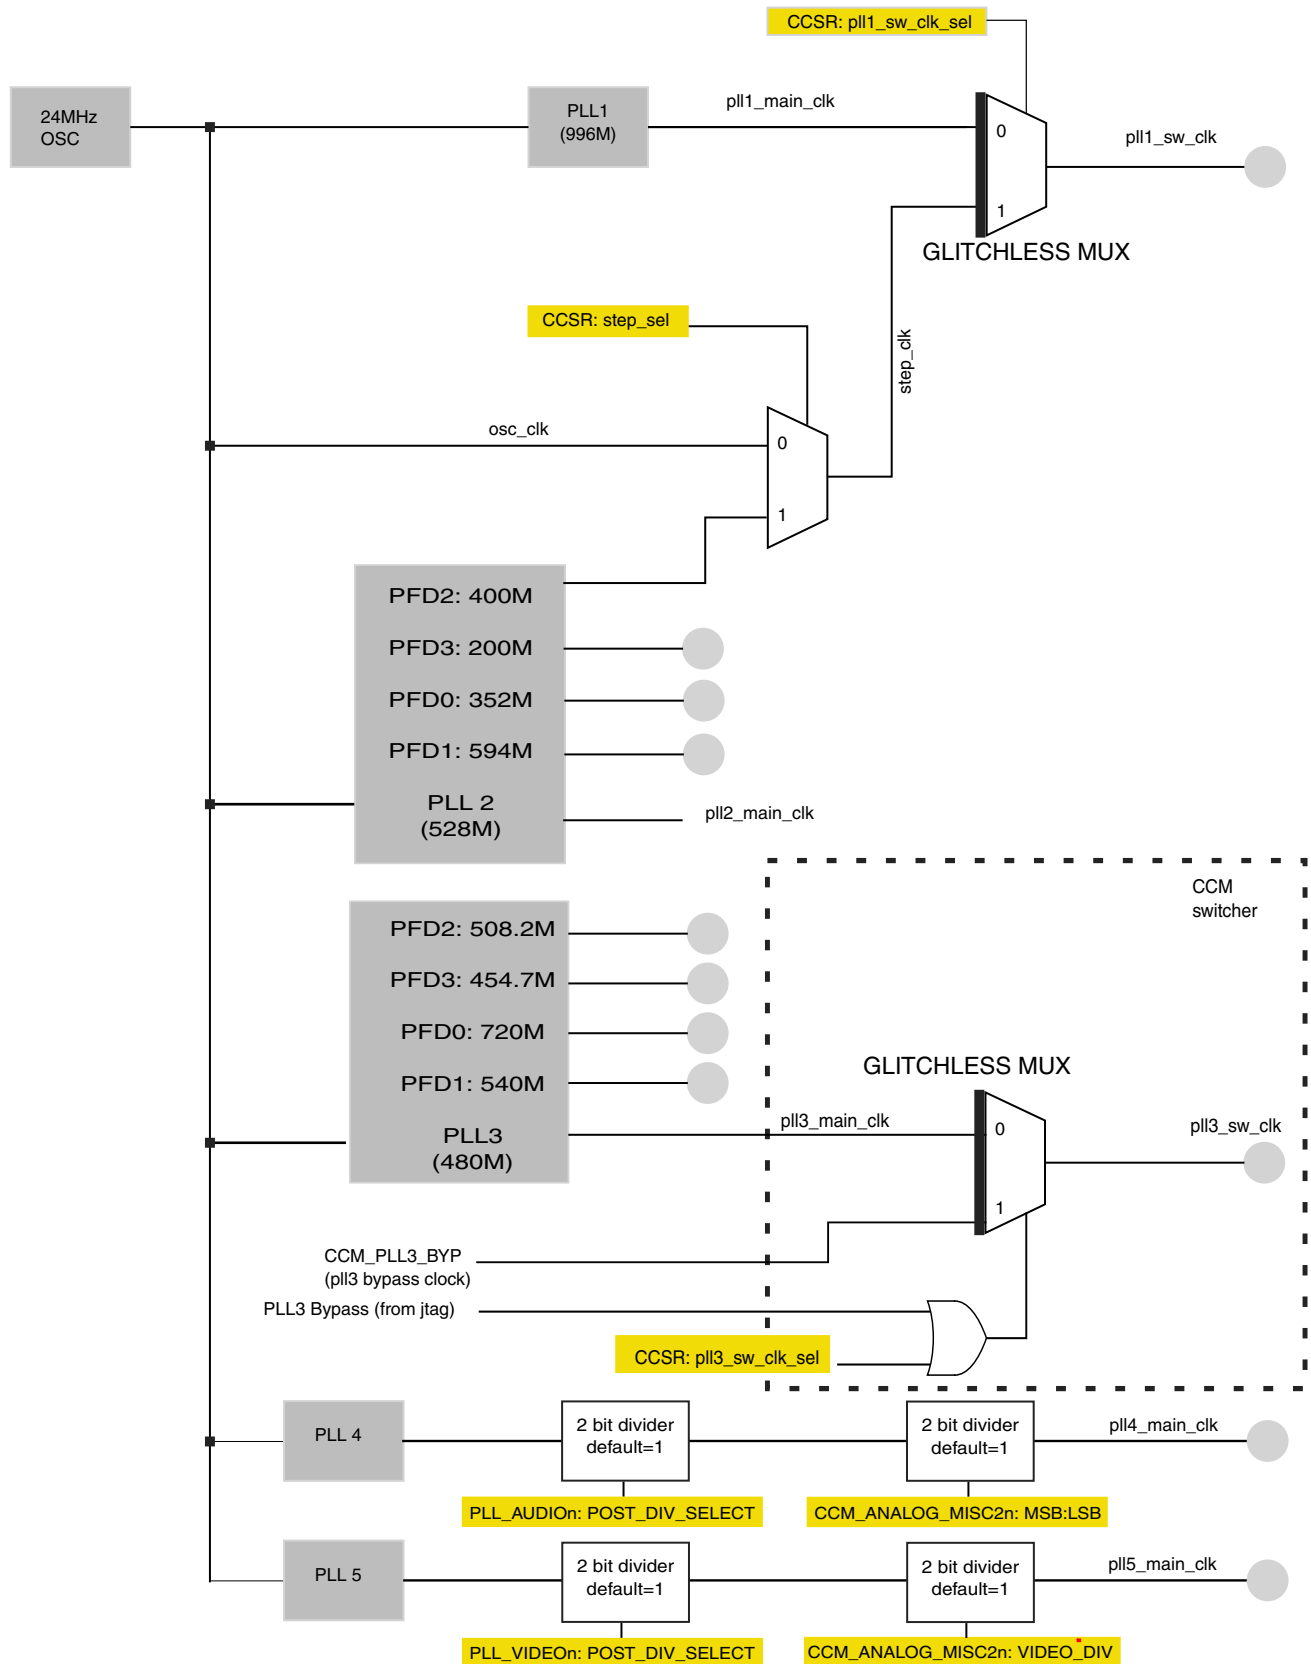 CCSR: pll1_sw_clk_sel
24MHz
OSC
PLL1
(996M)
pll1_main_clk
0
1
pll1_sw_clk
GLITCHLESS MUX
CCSR: step_sel
step_clk
osc_clk
0
1
PFD2: 400M
PFD3: 200M
PFD0: 352M
PFD1: 594M
PLL 2
(528M)
pll2_main_clk
CCM
switcher
PFD2: 508.2M
PFD3: 454.7M
PFD0: 720M
PFD1: 540M
PLL3
(480M)
GLITCHLESS MUX
pll3_main_clk
0
1
pll3_sw_clk
CCM_PLL3_BYP
(pll3 bypass clock)
PLL3 Bypass (from jtag)
CCSR: pll3_sw_clk_sel
PLL 4
2 bit divider
default=1
2 bit divider
default=1
pll4_main_clk
PLL_AUDIOn: POST_DIV_SELECT
CCM_ANALOG_MISC2n: MSB:LSB
PLL 5
2 bit divider
default=1
2 bit divider
default=1
pll5_main_clk
PLL_VIDEOn: POST_DIV_SELECT
CCM_ANALOG_MISC2n: VIDEO_DIV